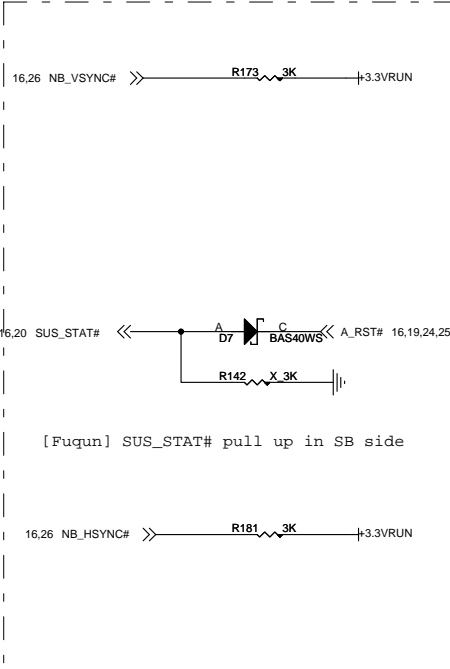 16,26 NB_VSYNC# R173 3K +3.3VRUN
6,20 SUS_STAT# A C A_RST# 16,19,24,25
D7 BAS40WS
R142 X_3K
[Fuqun] SUS_STAT# pull up in SB side
16,26 NB_HSYNC# R181 3K +3.3VRUN